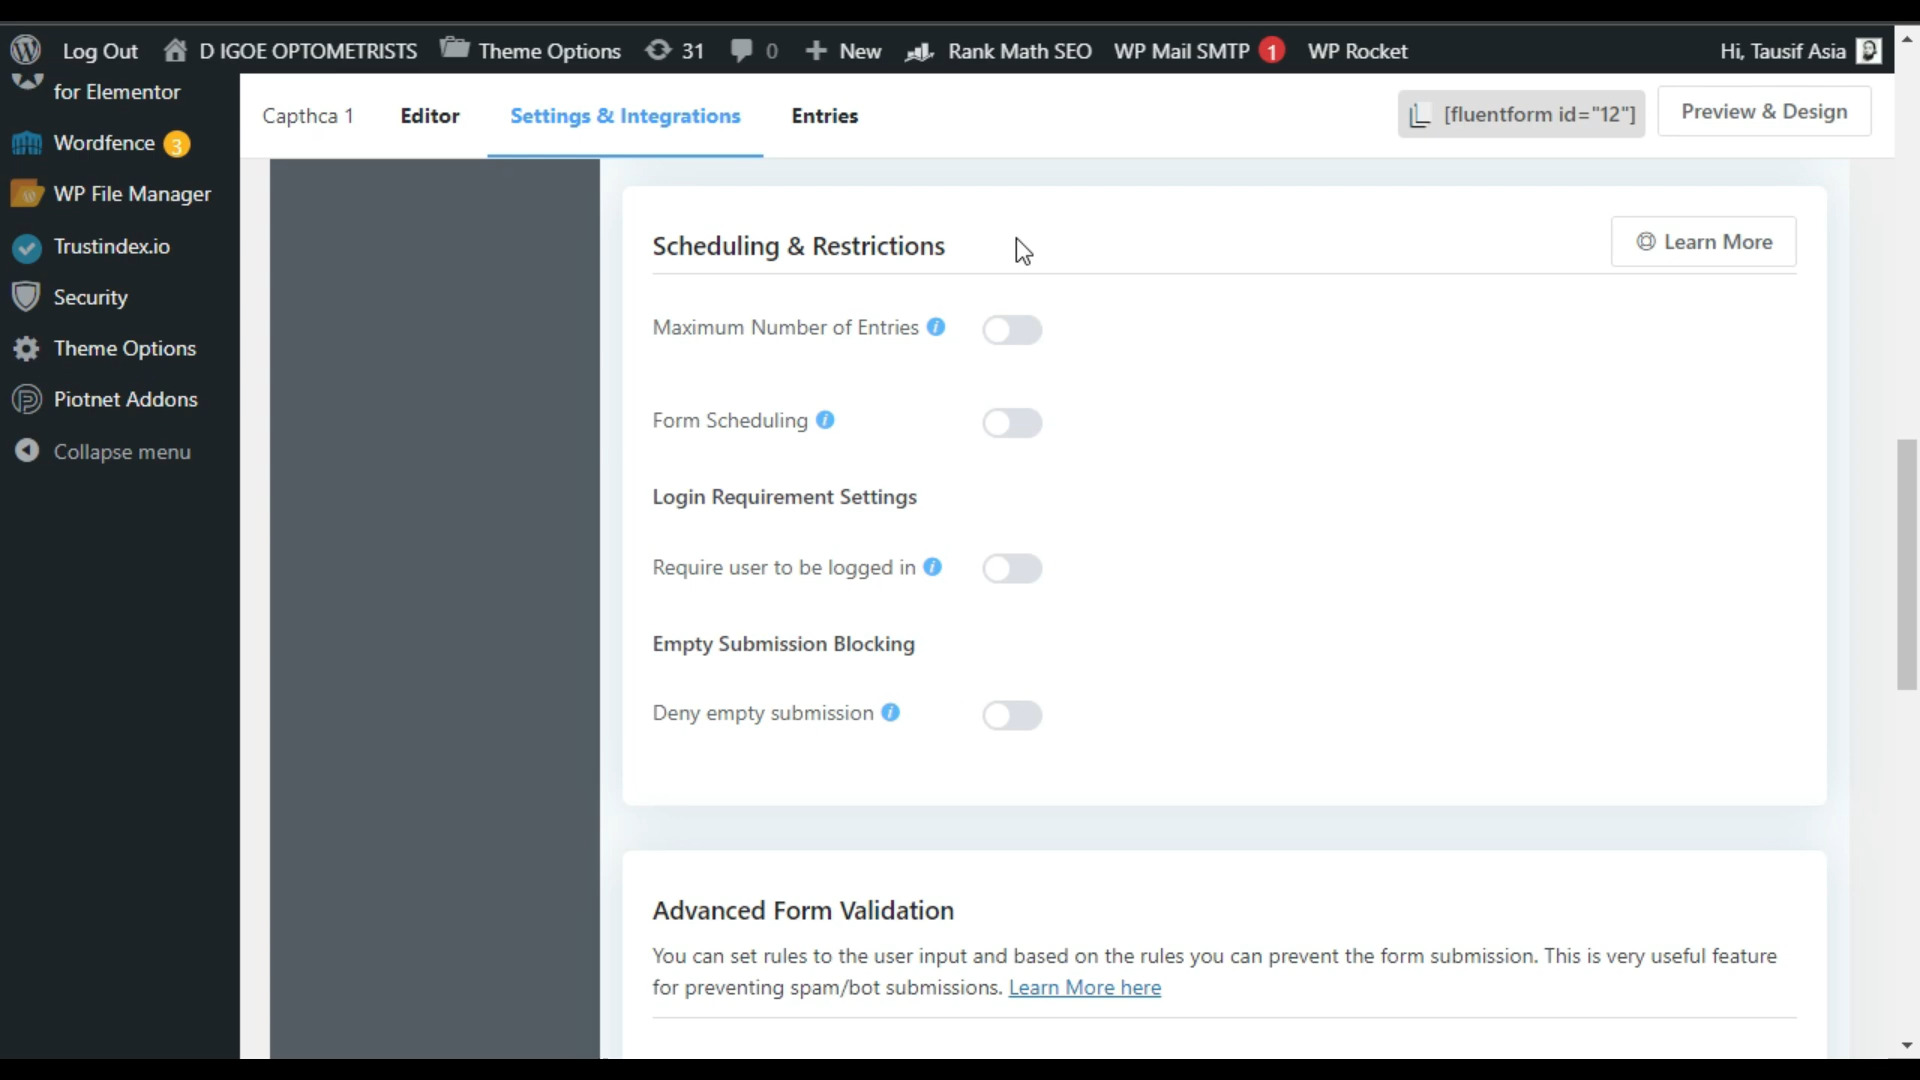 Log Out D IGOE OPTOMETRISTS Theme Options 31 0 New Rank Math SEO WP Mail SMTP 1 WP Rocket Hi, Tausif Asia
for Elementor
Wordfence 3
WP File Manager
Trustindex.io
Security
Theme Options
Piotnet Addons
Collapse menu
Capthca 1 Editor Settings & Integrations Entries [fluentform id="12"] Preview & Design
Scheduling & Restrictions Learn More
Maximum Number of Entries
Form Scheduling
Login Requirement Settings
Require user to be logged in
Empty Submission Blocking
Deny empty submission
Advanced Form Validation
You can set rules to the user input and based on the rules you can prevent the form submission. This is very useful feature
for preventing spam/bot submissions. Learn More here